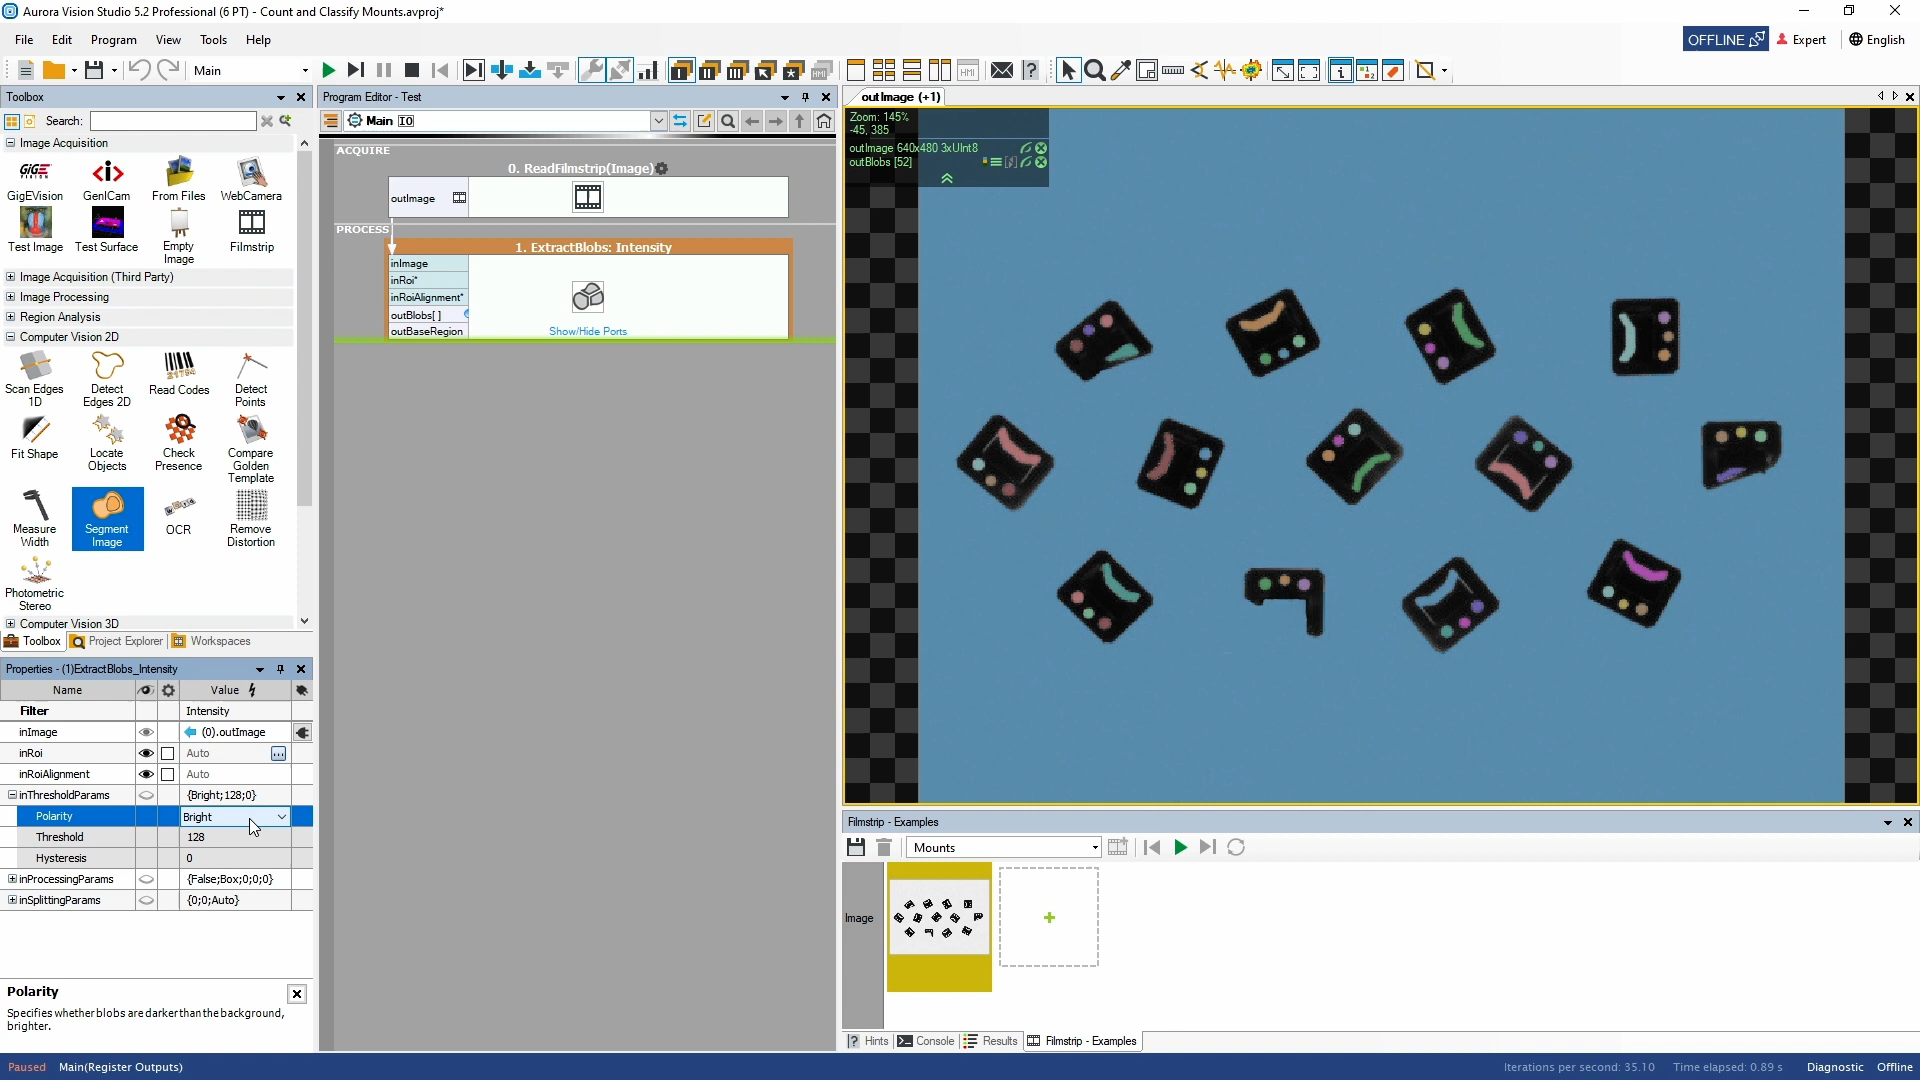 Aurora Vision Studio 5.2 Professional (6 PT) - Count and Classify Mounts.avproj*
File Edit Program View Tools Help
OFFLINE Expert English
Main
Toolbox
Search:
Image Acquisition
GigEVision GenICam From Files WebCamera
Test Image Test Surface Empty Image Filmstrip
Image Acquisition (Third Party)
Image Processing
Region Analysis
Computer Vision 2D
Scan Edges 1D Detect Edges 2D Read Codes Detect Points
Fit Shape Locate Objects Check Presence Compare Golden Template
Measure Width Segment Image OCR Remove Distortion
Photometric Stereo
Computer Vision 3D
Toolbox Project Explorer Workspaces
Properties - (1)ExtractBlobs_Intensity
Name Value
Filter Intensity
inImage (0).outImage
inRoi Auto ...
inRoiAlignment Auto
inThresholdParams {Bright;128;0}
Polarity Bright
Threshold 128
Hysteresis 0
inProcessingParams {False;Box;0;0;0}
inSplittingParams {0;0;Auto}
Polarity
Specifies whether blobs are darker than the background,
brighter.
Program Editor - Test
Main IO
ACQUIRE
0. ReadFilmstrip(Image)
outImage
PROCESS
1. ExtractBlobs: Intensity
inImage
inRoi*
inRoiAlignment*
outBlobs[ ]
outBaseRegion
Show/Hide Ports
outImage (+1)
Zoom: 145%
-45, 385
outImage 640x480 3xUInt8
outBlobs [52]
Filmstrip - Examples
Mounts
Image
Hints Console Results Filmstrip - Examples
Paused Main(Register Outputs)
Iterations per second: 35.10 Time elapsed: 0.89 s Diagnostic Offline